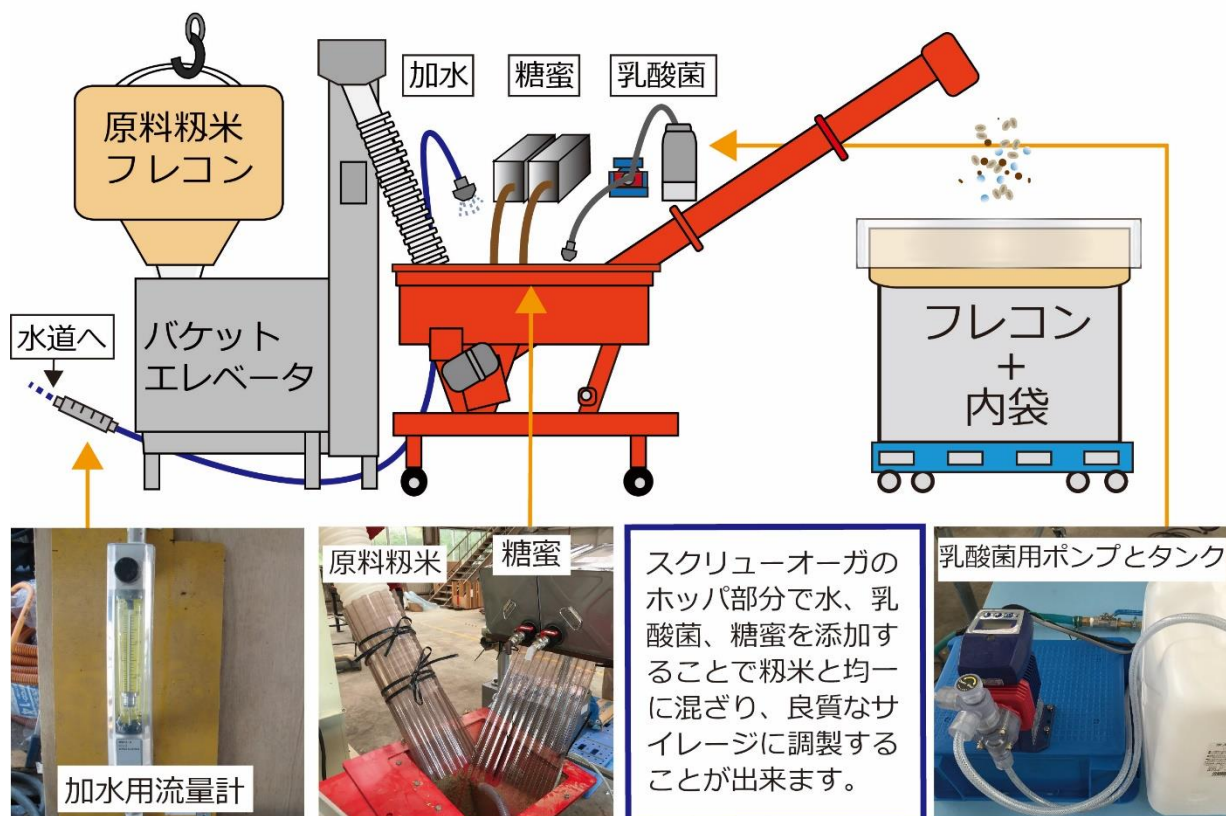 原料籾米
フレコン
加水
糖蜜
乳酸菌
水道へ
バケット
エレベータ
フレコン
+
内袋
加水用流量計
原料籾米
糖蜜
スクリューオーガの
ホッパ部分で水、乳
酸菌、糖蜜を添加す
ることで籾米と均一
に混ざり、良質なサ
イレージに調製する
ことが出来ます。
乳酸菌用ポンプとタンク